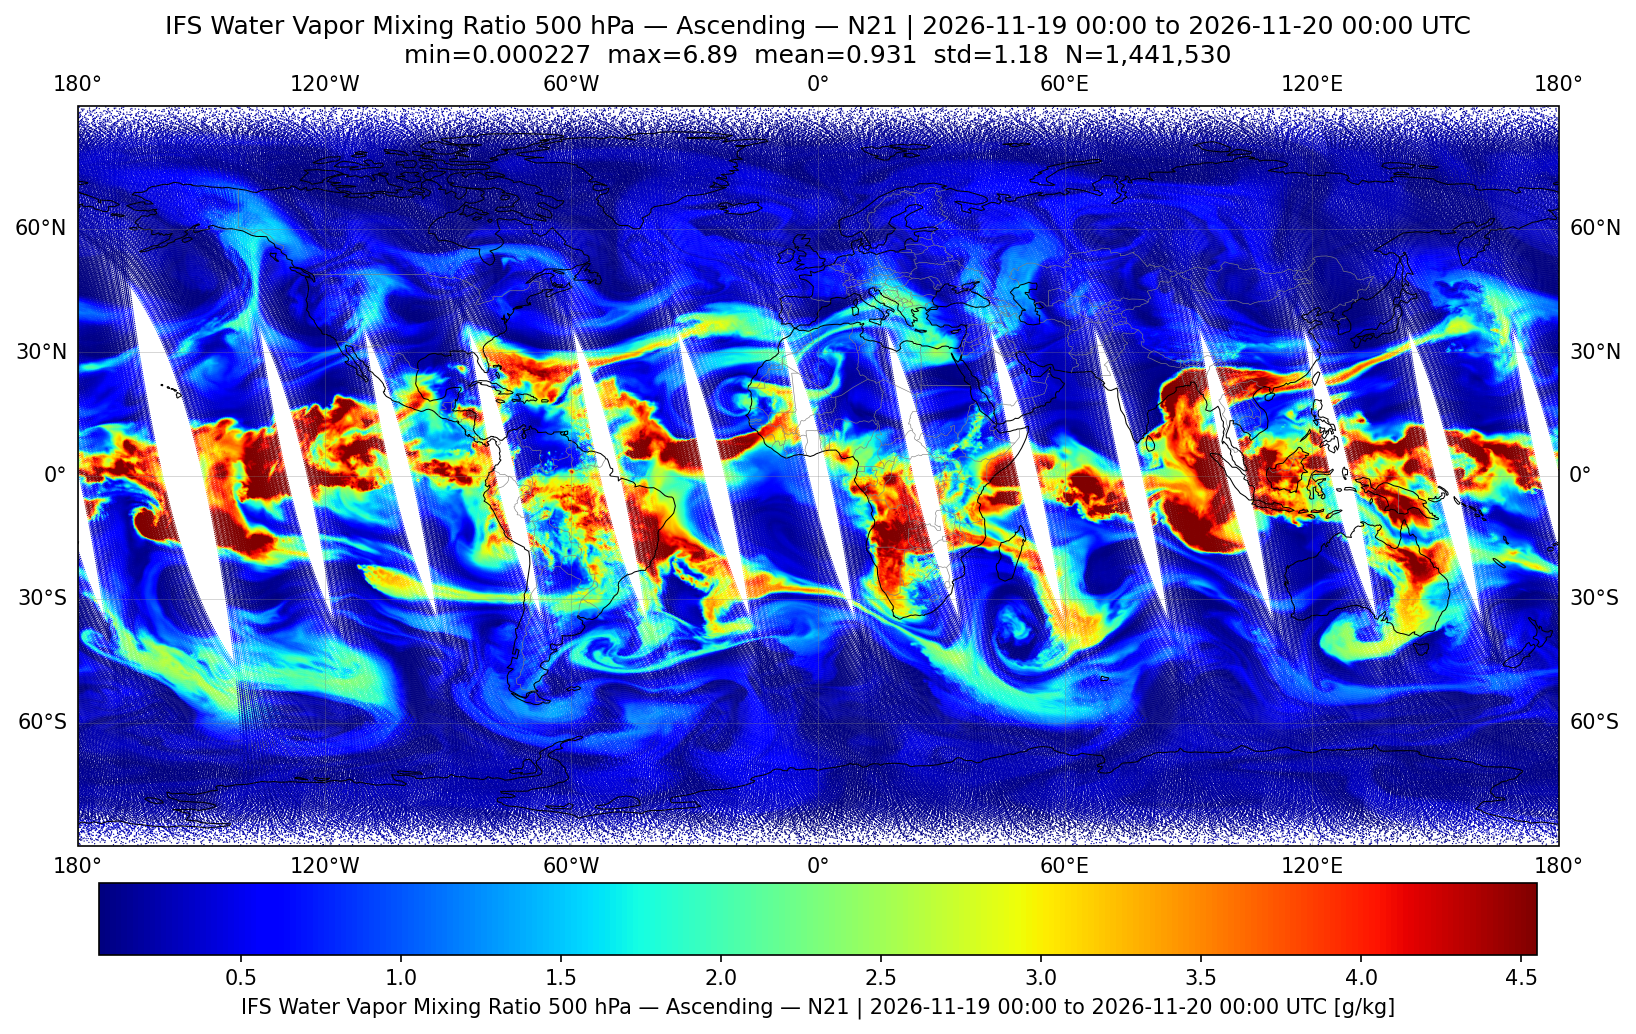 IFS Water Vapor Mixing Ratio 500 hPa — Ascending — N21 | 2026-11-19 00:00 to 2026-11-20 00:00 UTC
min=0.000227 max=6.89 mean=0.931 std=1.18 N=1,441,530
180° 120°W 60°W 0° 60°E 120°E 180°
60°N 60°N
30°N 30°N
0° 0°
30°S 30°S
60°S 60°S
180° 120°W 60°W 0° 60°E 120°E 180°
0.5 1.0 1.5 2.0 2.5 3.0 3.5 4.0 4.5
IFS Water Vapor Mixing Ratio 500 hPa — Ascending — N21 | 2026-11-19 00:00 to 2026-11-20 00:00 UTC [g/kg]